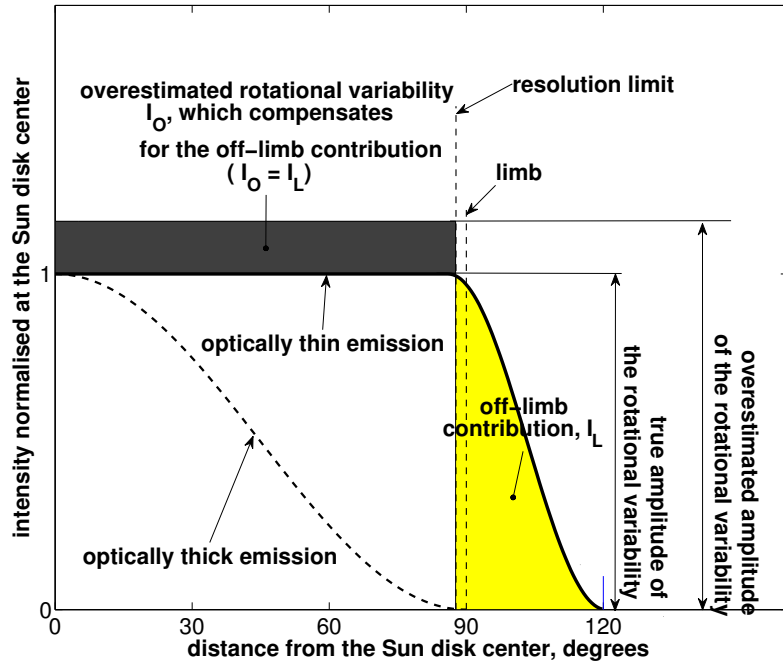 overestimated rotational variability
I_O, which compensates
for the off−limb contribution
( I_O = I_L)
resolution limit
limb
intensity normalised at the Sun disk center
1
0
optically thin emission
optically thick emission
off−limb
contribution, I_L
true amplitude of
the rotational variability
overestimated amplitude
of the rotational variability
0
30
60
90
120
distance from the Sun disk center, degrees